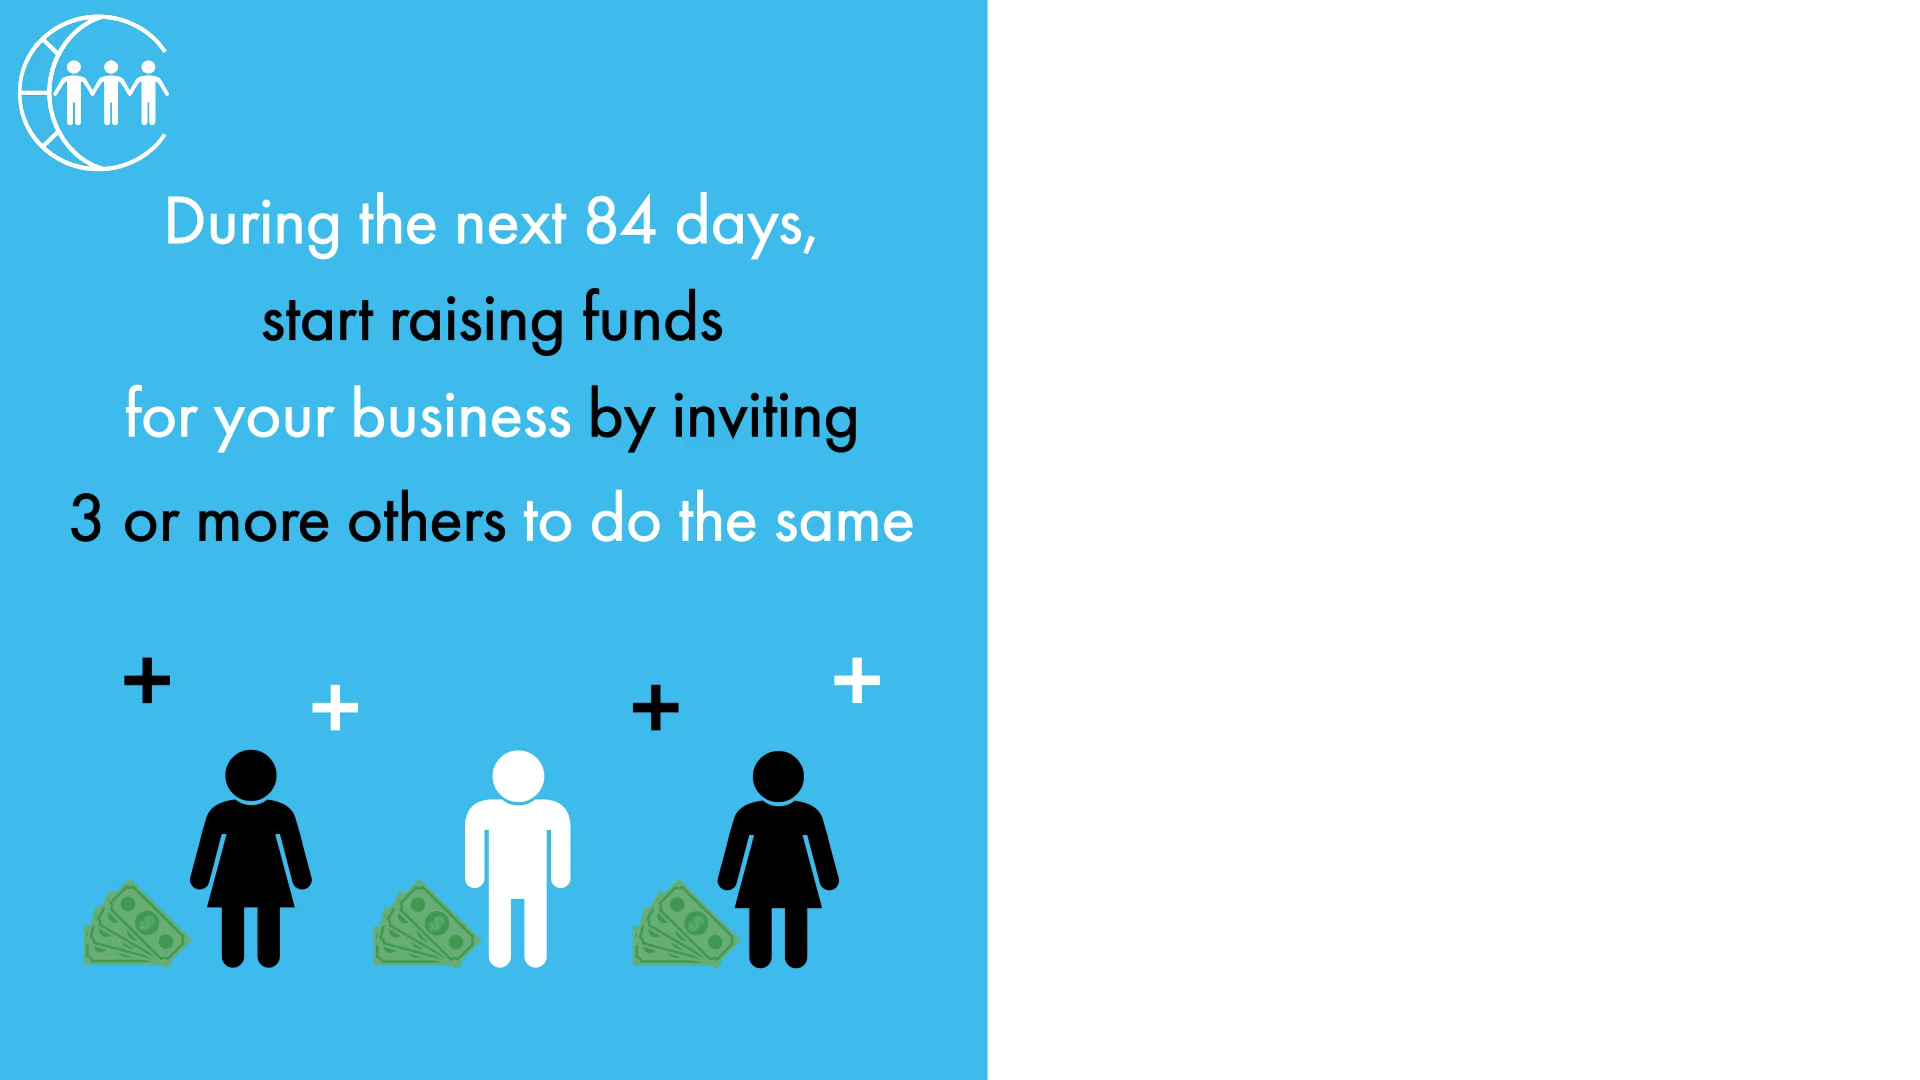 During the next 84 days,
start raising funds
for your business by inviting
3 or more others to do the same